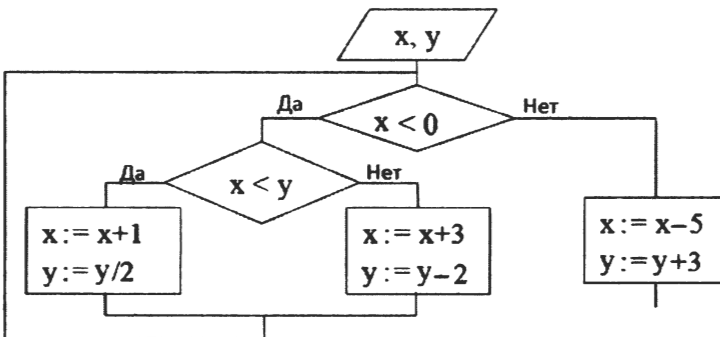 x, y
Да
x < 0
Нет
Да
x < y
Нет
x := x+1
y := y/2
x := x+3
y := y–2
x := x–5
y := y+3